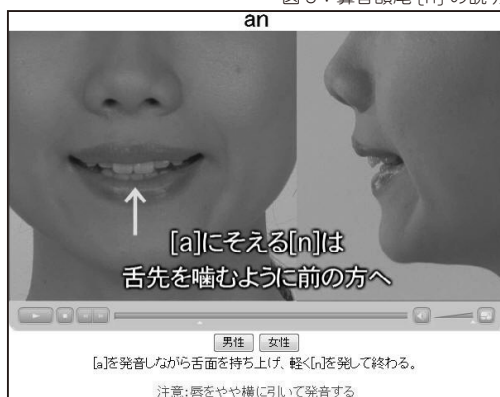 図3：鼻音韻尾[n]の説明
an
[a]にそえる[n]は
舌先を噛むように前の方へ
男性 女性
[a]を発音しながら舌面を持ち上げ、軽く[n]を発して終わる。
注意:唇をやや横に引いて発音する